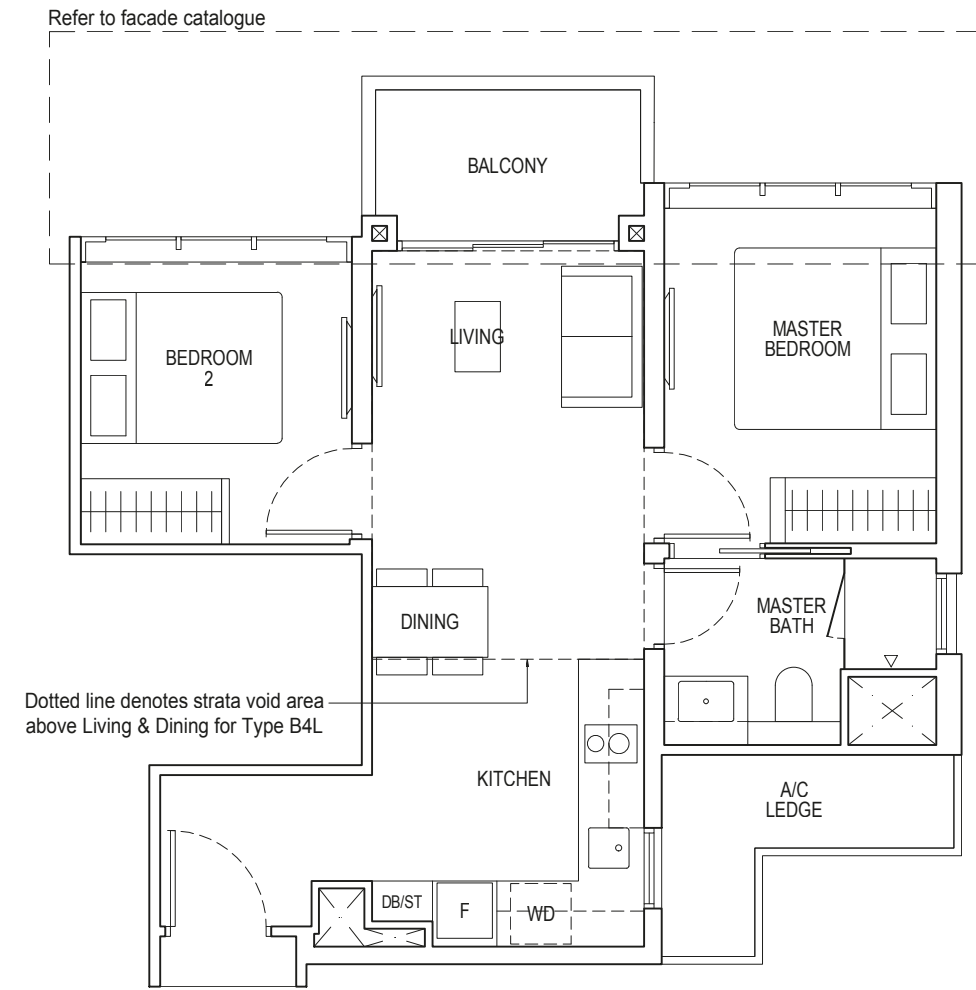 Refer to facade catalogue
BALCONY
LIVING
MASTER
BEDROOM
BEDROOM
2
MASTER
BATH
DINING
Dotted line denotes strata void area
above Living & Dining for Type B4L
KITCHEN
A/C
LEDGE
DB/ST
F
WD